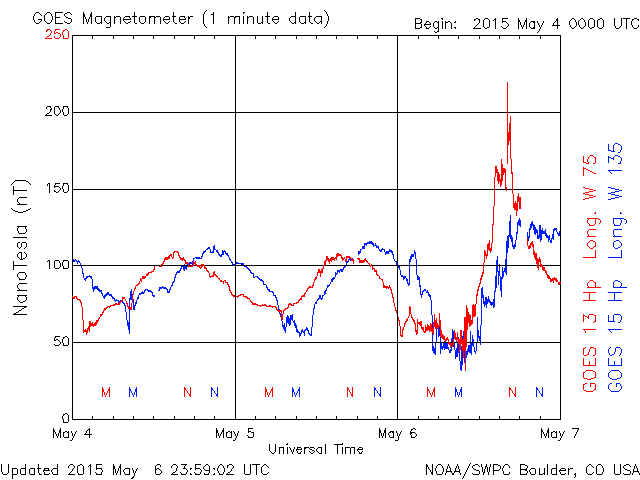 GOES Magnetometer (1 minute data)
Begin: 2015 May 4 0000 UTC
250
200
150
100
50
0
NanoTesla (nT)
GOES 13 Hp Long. W 75
GOES 15 Hp Long. W 135
M M N N M M N N M M N N
May 4 May 5 May 6 May 7
Universal Time
Updated 2015 May 6 23:59:02 UTC
NOAA/SWPC Boulder, CO USA